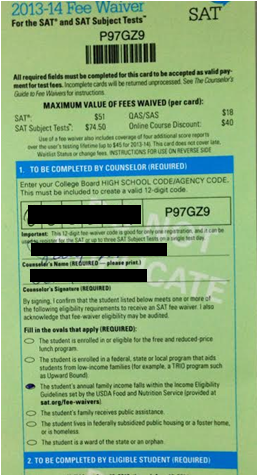 2013-14 Fee Waiver
For the SAT® and SAT Subject Tests™
SAT®
P97GZ9
All required fields must be completed for this card to be accepted as valid pay-
ment for test fees. Incomplete cards will be returned unprocessed. See The Counselor's
Guide to Fee Waivers for instructions.
MAXIMUM VALUE OF FEES WAIVED (per card):
SAT®: $51 QAS/SAS $18
SAT Subject Tests™: $74.50 Online Course Discount: $40
Use of a fee waiver also includes coverage of four additional score reports
over the user's testing lifetime (up to $45 for 2013-14). This card does not cover late,
Waitlist Status or change fees. INSTRUCTIONS FOR USE ON REVERSE SIDE
1. TO BE COMPLETED BY COUNSELOR (REQUIRED)
Enter your College Board HIGH SCHOOL CODE/AGENCY CODE.
This must be included to create a valid 12-digit code.
P97GZ9
Important: This 12-digit fee waiver code is good for only one registration, and it can be
used to register for the SAT or up to three SAT Subject Tests on a single test day.
Counselor's Name (REQUIRED — please print.)
Counselor's Signature (REQUIRED)
By signing, I confirm that the student listed below meets one or more of
the following eligibility requirements to receive an SAT fee waiver. I also
acknowledge that fee-waiver eligibility may be audited.
Fill in the ovals that apply (REQUIRED):
The student is enrolled in or eligible for the free and reduced-price
lunch program.
The student is enrolled in a federal, state or local program that aids
students from low-income families (for example, a TRIO program such
as Upward Bound).
The student's annual family income falls within the Income Eligibility
Guidelines set by the USDA Food and Nutrition Service (provided at
sat.org/fee-waivers).
The student's family receives public assistance.
The student lives in federally subsidized public housing or a foster home,
or is homeless.
The student is a ward of the state or an orphan.
2. TO BE COMPLETED BY ELIGIBLE STUDENT (REQUIRED)